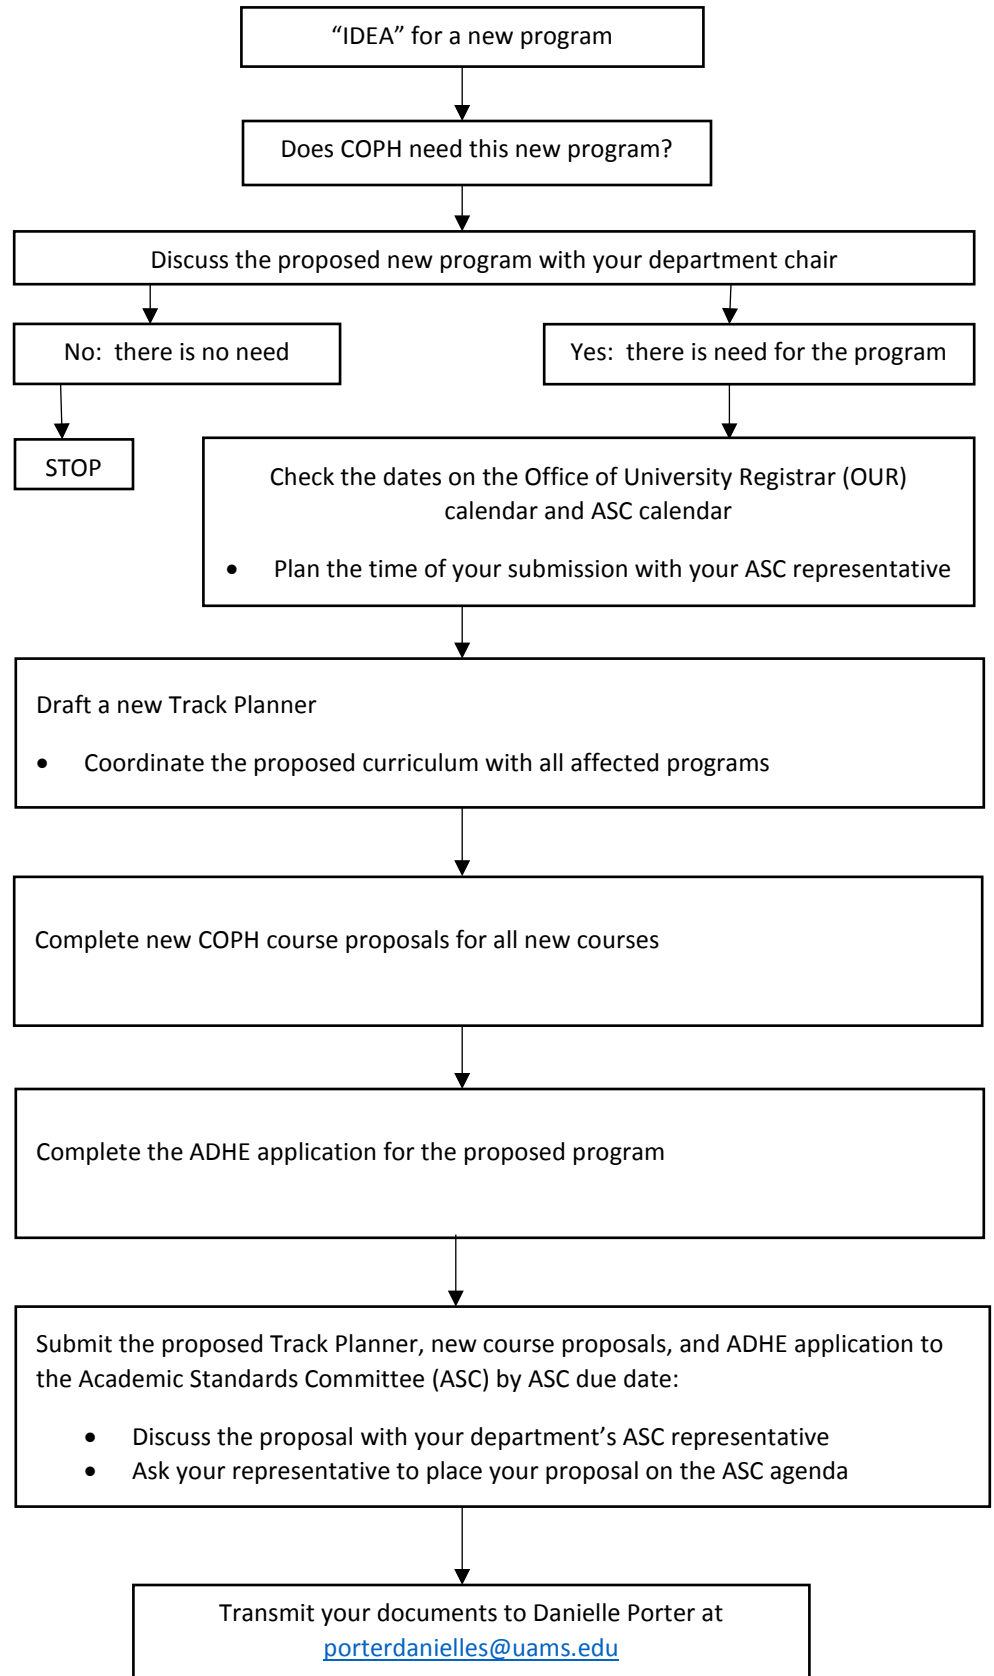 “IDEA” for a new program
Does COPH need this new program?
Discuss the proposed new program with your department chair
No:  there is no need
Yes:  there is need for the program
STOP
Check the dates on the Office of University Registrar (OUR)
calendar and ASC calendar
• Plan the time of your submission with your ASC representative
Draft a new Track Planner
• Coordinate the proposed curriculum with all affected programs
Complete new COPH course proposals for all new courses
Complete the ADHE application for the proposed program
Submit the proposed Track Planner, new course proposals, and ADHE application to
the Academic Standards Committee (ASC) by ASC due date:
• Discuss the proposal with your department’s ASC representative
• Ask your representative to place your proposal on the ASC agenda
Transmit your documents to Danielle Porter at
porterdanielles@uams.edu